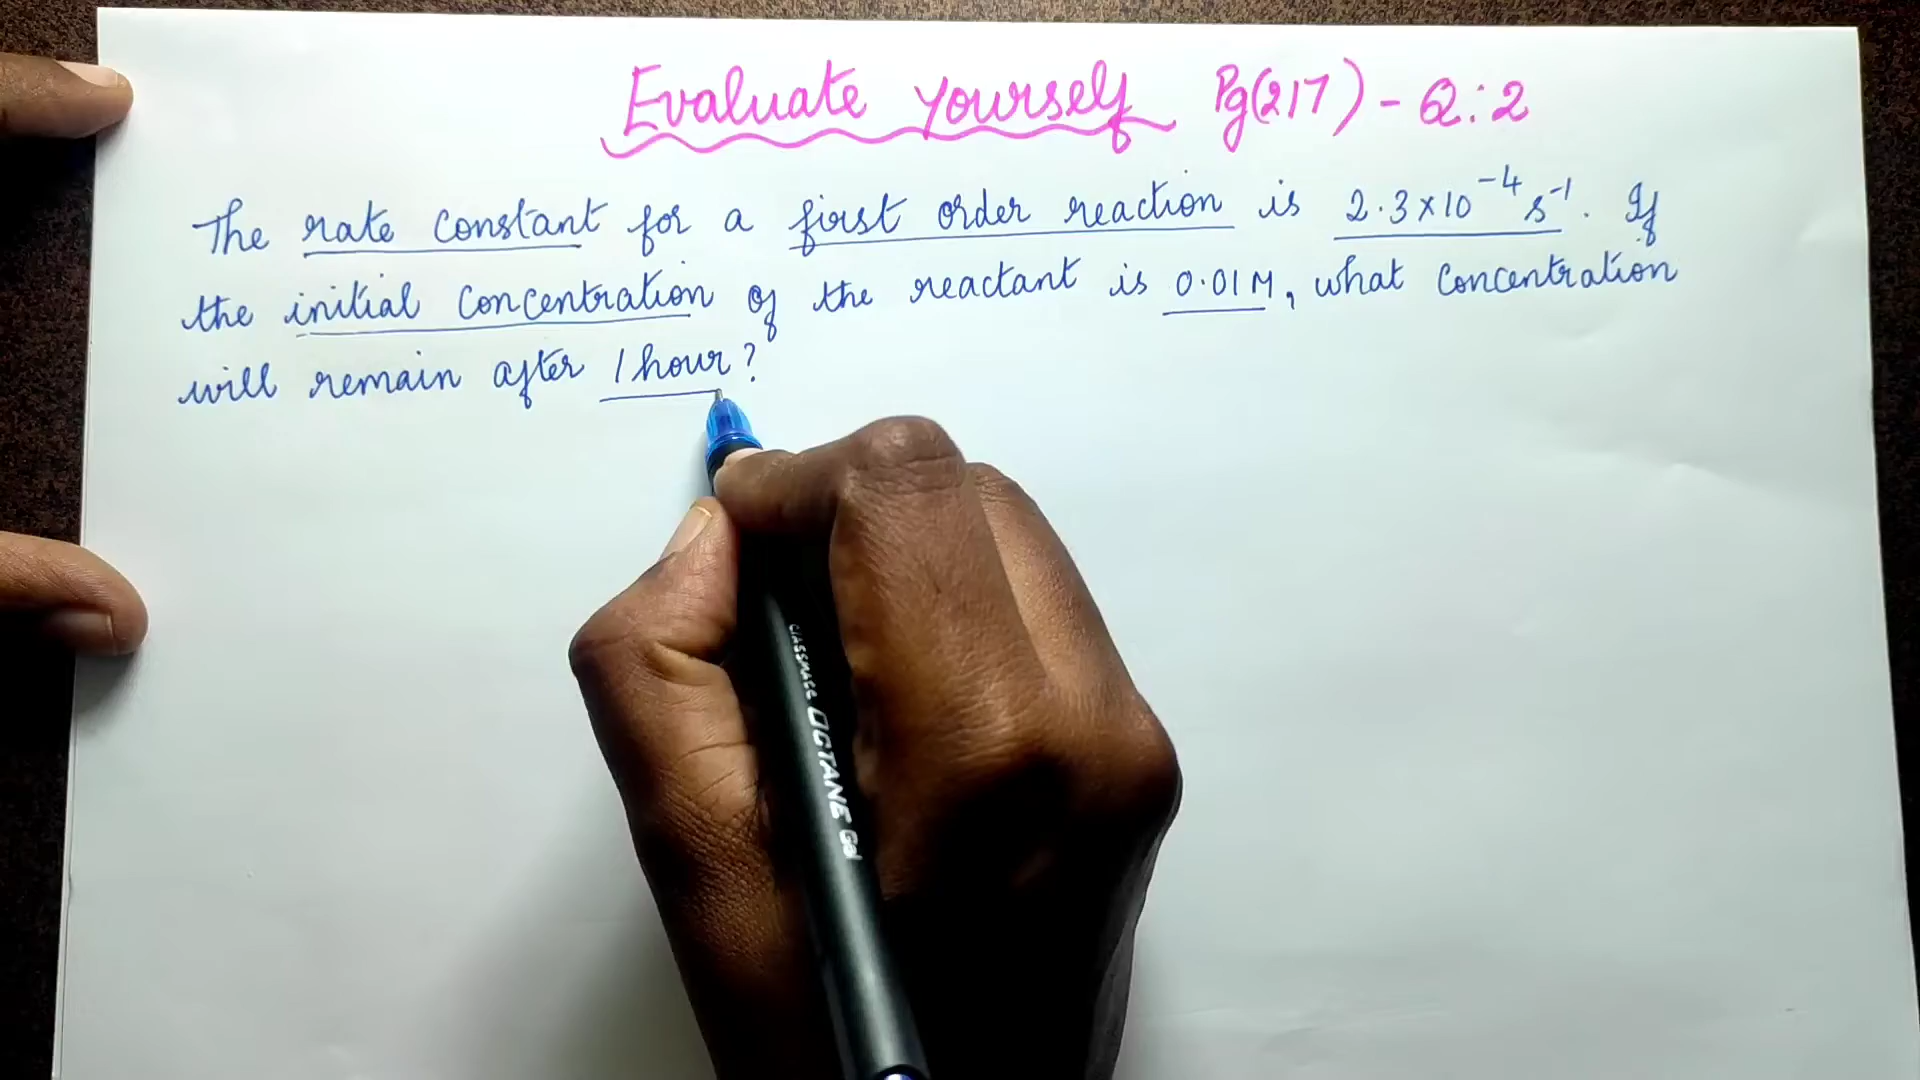 Evaluate yourself Pg(217) - Q:2
The rate constant for a first order reaction is 2.3×10⁻⁴ s⁻¹. If
the initial concentration of the reactant is 0.01M, what concentration
will remain after 1 hour?
CLASSMATE OCTANE Gel